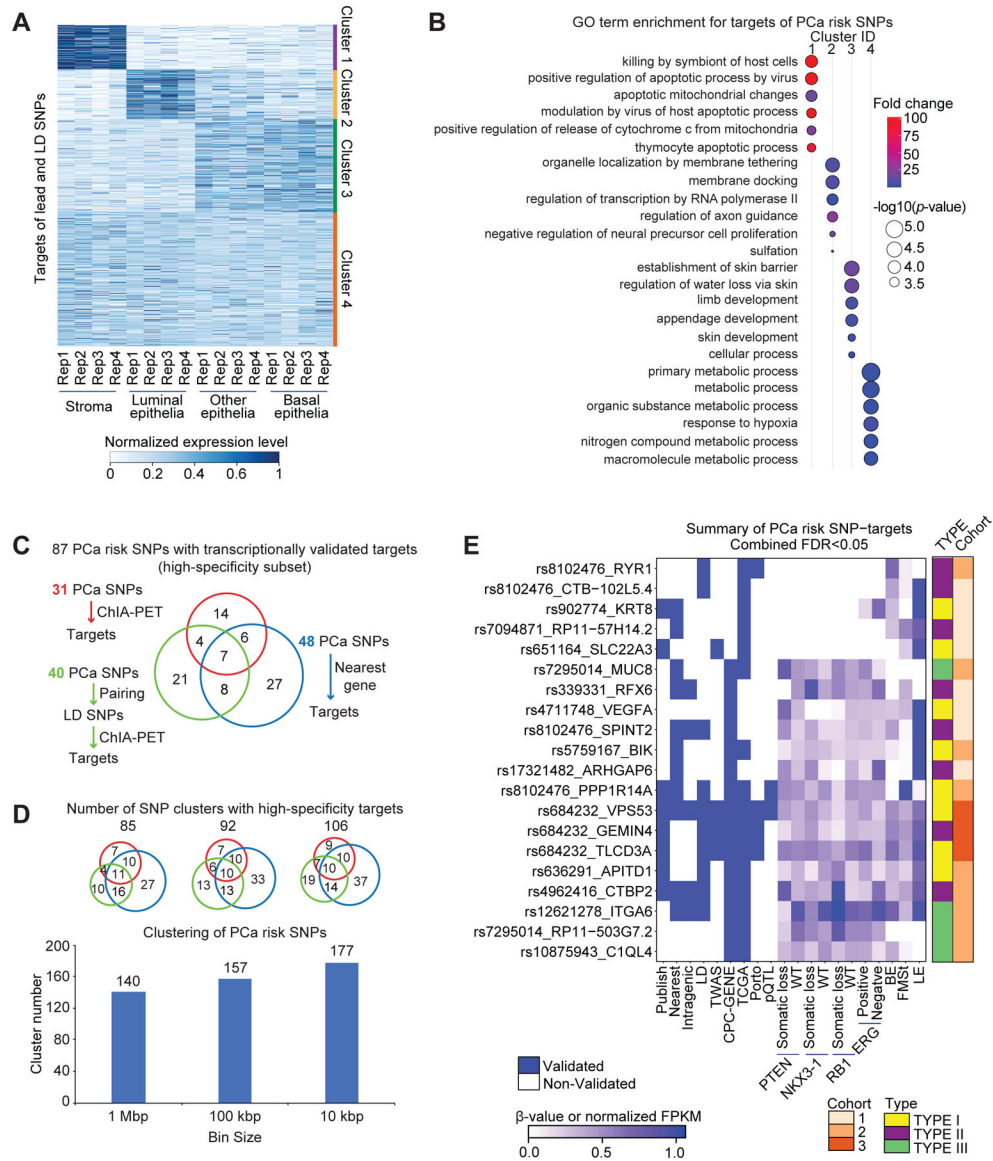 A
Targets of lead and LD SNPs
Cluster 1
Cluster 2
Cluster 3
Cluster 4
Rep1 Rep2 Rep3 Rep4 Rep1 Rep2 Rep3 Rep4 Rep1 Rep2 Rep3 Rep4 Rep1 Rep2 Rep3 Rep4
Stroma
Luminal epithelia
Other epithelia
Basal epithelia
Normalized expression level
0 0.2 0.4 0.6 1
B
GO term enrichment for targets of PCa risk SNPs
Cluster ID
1 2 3 4
killing by symbiont of host cells
positive regulation of apoptotic process by virus
apoptotic mitochondrial changes
modulation by virus of host apoptotic process
positive regulation of release of cytochrome c from mitochondria
thymocyte apoptotic process
organelle localization by membrane tethering
membrane docking
regulation of transcription by RNA polymerase II
regulation of axon guidance
negative regulation of neural precursor cell proliferation
sulfation
establishment of skin barrier
regulation of water loss via skin
limb development
appendage development
skin development
cellular process
primary metabolic process
metabolic process
organic substance metabolic process
response to hypoxia
nitrogen compound metabolic process
macromolecule metabolic process
Fold change
100
75
50
25
0
-log10(p-value)
5.0
4.5
4.0
3.5
C
87 PCa risk SNPs with transcriptionally validated targets
(high-specificity subset)
31 PCa SNPs
ChIA-PET
Targets
40 PCa SNPs
Pairing
LD SNPs
ChIA-PET
Targets
14
4 6
7
21 8 27
48 PCa SNPs
Nearest
gene
Targets
D
Number of SNP clusters with high-specificity targets
85 92 106
7 4 10 11 10 16 27
7 6 10 10 13 13 33
9 7 10 10 19 14 37
Clustering of PCa risk SNPs
Cluster number
200
160
120
80
40
0
140 157 177
1 Mbp 100 kbp 10 kbp
Bin Size
E
Summary of PCa risk SNP−targets
Combined FDR<0.05
TYPE
Cohort
rs8102476_RYR1
rs8102476_CTB−102L5.4
rs902774_KRT8
rs7094871_RP11−57H14.2
rs651164_SLC22A3
rs7295014_MUC8
rs339331_RFX6
rs4711748_VEGFA
rs8102476_SPINT2
rs5759167_BIK
rs17321482_ARHGAP6
rs8102476_PPP1R14A
rs684232_VPS53
rs684232_GEMIN4
rs684232_TLCD3A
rs636291_APITD1
rs4962416_CTBP2
rs12621278_ITGA6
rs7295014_RP11−503G7.2
rs10875943_C1QL4
Publish
Nearest
Intragenic
LD
TWAS
CPC-GENE
TCGA
Porto
pQTL
Somatic loss
WT
Somatic loss
WT
Somatic loss
WT
Positive
Negatve
BE
FMSt
LE
PTEN
NKX3-1
RB1
ERG
Validated
Non-Validated
β-value or normalized FPKM
0.0 0.5 1.0
Cohort
1
2
3
Type
TYPE I
TYPE II
TYPE III